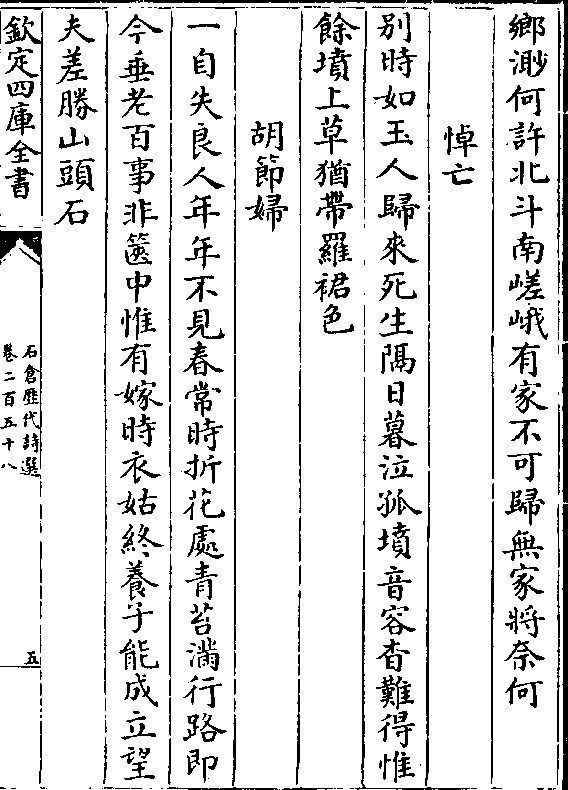 鄉渺何許北斗南嵯峨有家不可歸無家將奈何
悼亡
别時如玉人歸來死生隔日暮泣孤墳音容杳難得惟
餘墳上草猶帶羅裙色
胡節婦
一自失良人年年不見春常時折花處青苔滿行路即
今垂老百事非篋中惟有嫁時衣姑終養子能成立望
夫差勝山頭石
欽定四庫全書
石倉歴代詩選
卷二百五十八
五